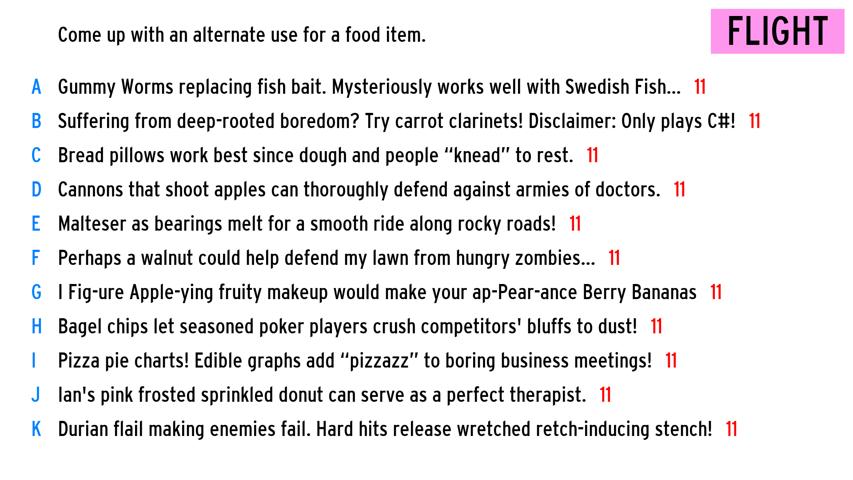 Come up with an alternate use for a food item.
FLIGHT
A Gummy Worms replacing fish bait. Mysteriously works well with Swedish Fish... 11
B Suffering from deep-rooted boredom? Try carrot clarinets! Disclaimer: Only plays C#! 11
C Bread pillows work best since dough and people “knead” to rest. 11
D Cannons that shoot apples can thoroughly defend against armies of doctors. 11
E Malteser as bearings melt for a smooth ride along rocky roads! 11
F Perhaps a walnut could help defend my lawn from hungry zombies... 11
G I Fig-ure Apple-ying fruity makeup would make your ap-Pear-ance Berry Bananas 11
H Bagel chips let seasoned poker players crush competitors' bluffs to dust! 11
I Pizza pie charts! Edible graphs add “pizzazz” to boring business meetings! 11
J Ian's pink frosted sprinkled donut can serve as a perfect therapist. 11
K Durian flail making enemies fail. Hard hits release wretched retch-inducing stench! 11